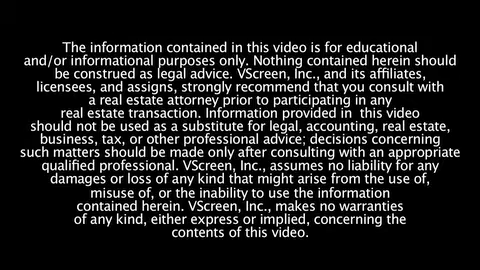 The information contained in this video is for educational
and/or informational purposes only. Nothing contained herein should
be construed as legal advice. VScreen, Inc., and its affiliates,
licensees, and assigns, strongly recommend that you consult with
a real estate attorney prior to participating in any
real estate transaction. Information provided in this video
should not be used as a substitute for legal, accounting, real estate,
business, tax, or other professional advice; decisions concerning
such matters should be made only after consulting with an appropriate
qualified professional. VScreen, Inc., assumes no liability for any
damages or loss of any kind that might arise from the use of,
misuse of, or the inability to use the information
contained herein. VScreen, Inc., makes no warranties
of any kind, either express or implied, concerning the
contents of this video.